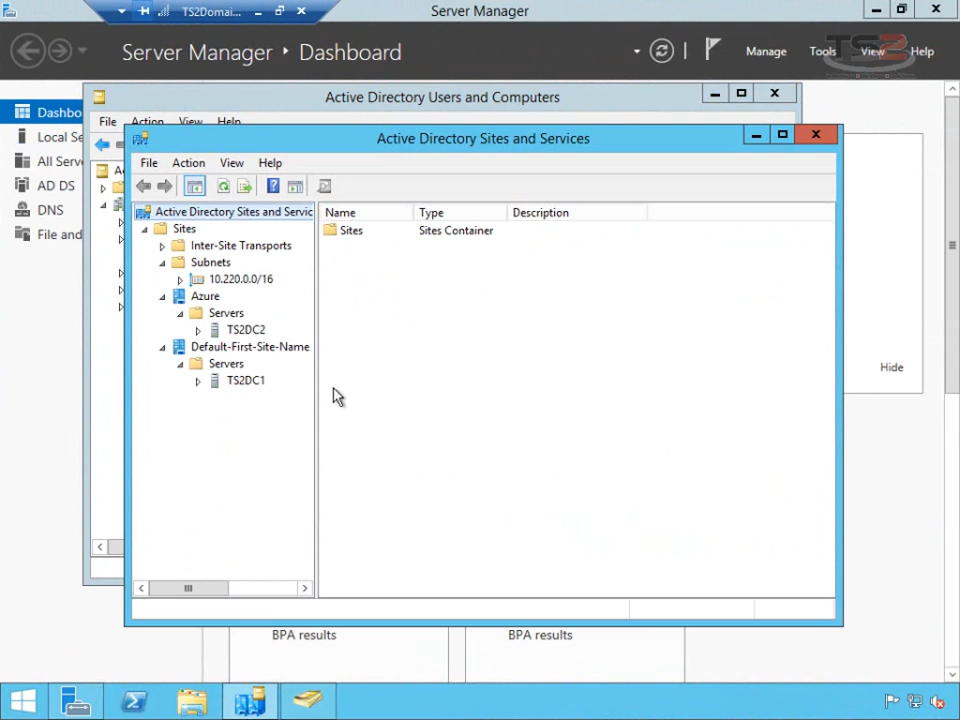 TS2Domai...
Server Manager
Server Manager ‣ Dashboard
Manage
Tools
View
Help
TS2
Dashbo
Local Se
All Serv
AD DS
DNS
File and
Active Directory Users and Computers
File Action View Help
Active Directory Sites and Services
File Action View Help
Active Directory Sites and Servic
Sites
Inter-Site Transports
Subnets
10.220.0.0/16
Azure
Servers
TS2DC2
Default-First-Site-Name
Servers
TS2DC1
Name Type Description
Sites Sites Container
Hide
BPA results
BPA results